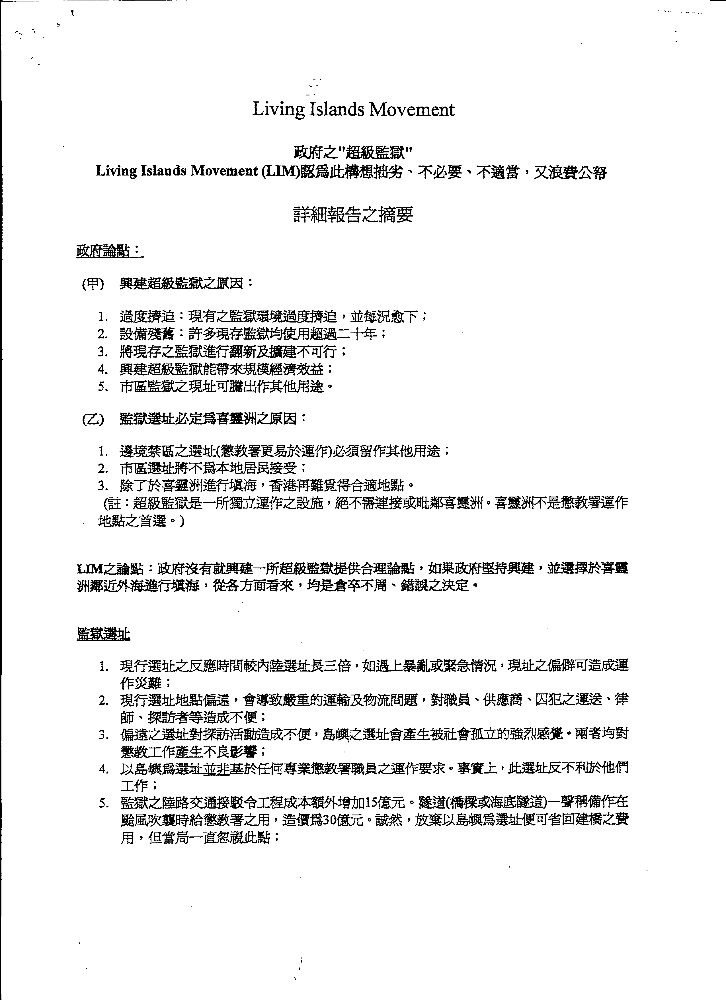 Living Islands Movement
政府之"超級監獄"
Living Islands Movement (LIM)認為此構想拙劣、不必要、不適當，又浪費公帑
詳細報告之摘要
政府論點：
(甲) 興建超級監獄之原因：
1. 過度擠迫：現有之監獄環境過度擠迫，並每況愈下；
2. 設備殘舊：許多現存監獄均使用超過二十年；
3. 將現存之監獄進行翻新及擴建不可行；
4. 興建超級監獄能帶來規模經濟效益；
5. 市區監獄之現址可騰出作其他用途。
(乙) 監獄選址必定為喜靈洲之原因：
1. 邊境禁區之選址(懲教署更易於運作)必須留作其他用途；
2. 市區選址將不為本地居民接受；
3. 除了於喜靈洲進行填海，香港再難覓得合適地點。
(註：超級監獄是一所獨立運作之設施，絕不需連接或毗鄰喜靈洲。喜靈洲不是懲教署運作
地點之首選。)
LIM之論點：政府沒有就興建一所超級監獄提供合理論點，如果政府堅持興建，並選擇於喜靈
洲鄰近外海進行填海，從各方面看來，均是倉卒不周、錯誤之決定。
監獄選址
1. 現行選址之反應時間較內陸選址長三倍，如遇上暴亂或緊急情況，現址之偏僻可造成運
作災難；
2. 現行選址地點偏遠，會導致嚴重的運輸及物流問題，對職員、供應商、囚犯之運送、律
師、探訪者等造成不便；
3. 偏遠之選址對探訪活動造成不便，島嶼之選址會產生被社會孤立的強烈感覺。兩者均對
懲教工作產生不良影響；
4. 以島嶼為選址並非基於任何專業懲教署職員之運作要求。事實上，此選址反不利於他們
工作；
5. 監獄之陸路交通接駁令工程成本額外增加15億元。隧道(橋樑或海底隧道)一聲稱備作在
颱風吹襲時給懲教署之用，造價為30億元。誠然，放棄以島嶼為選址便可省回建橋之費
用，但當局一直忽視此點；